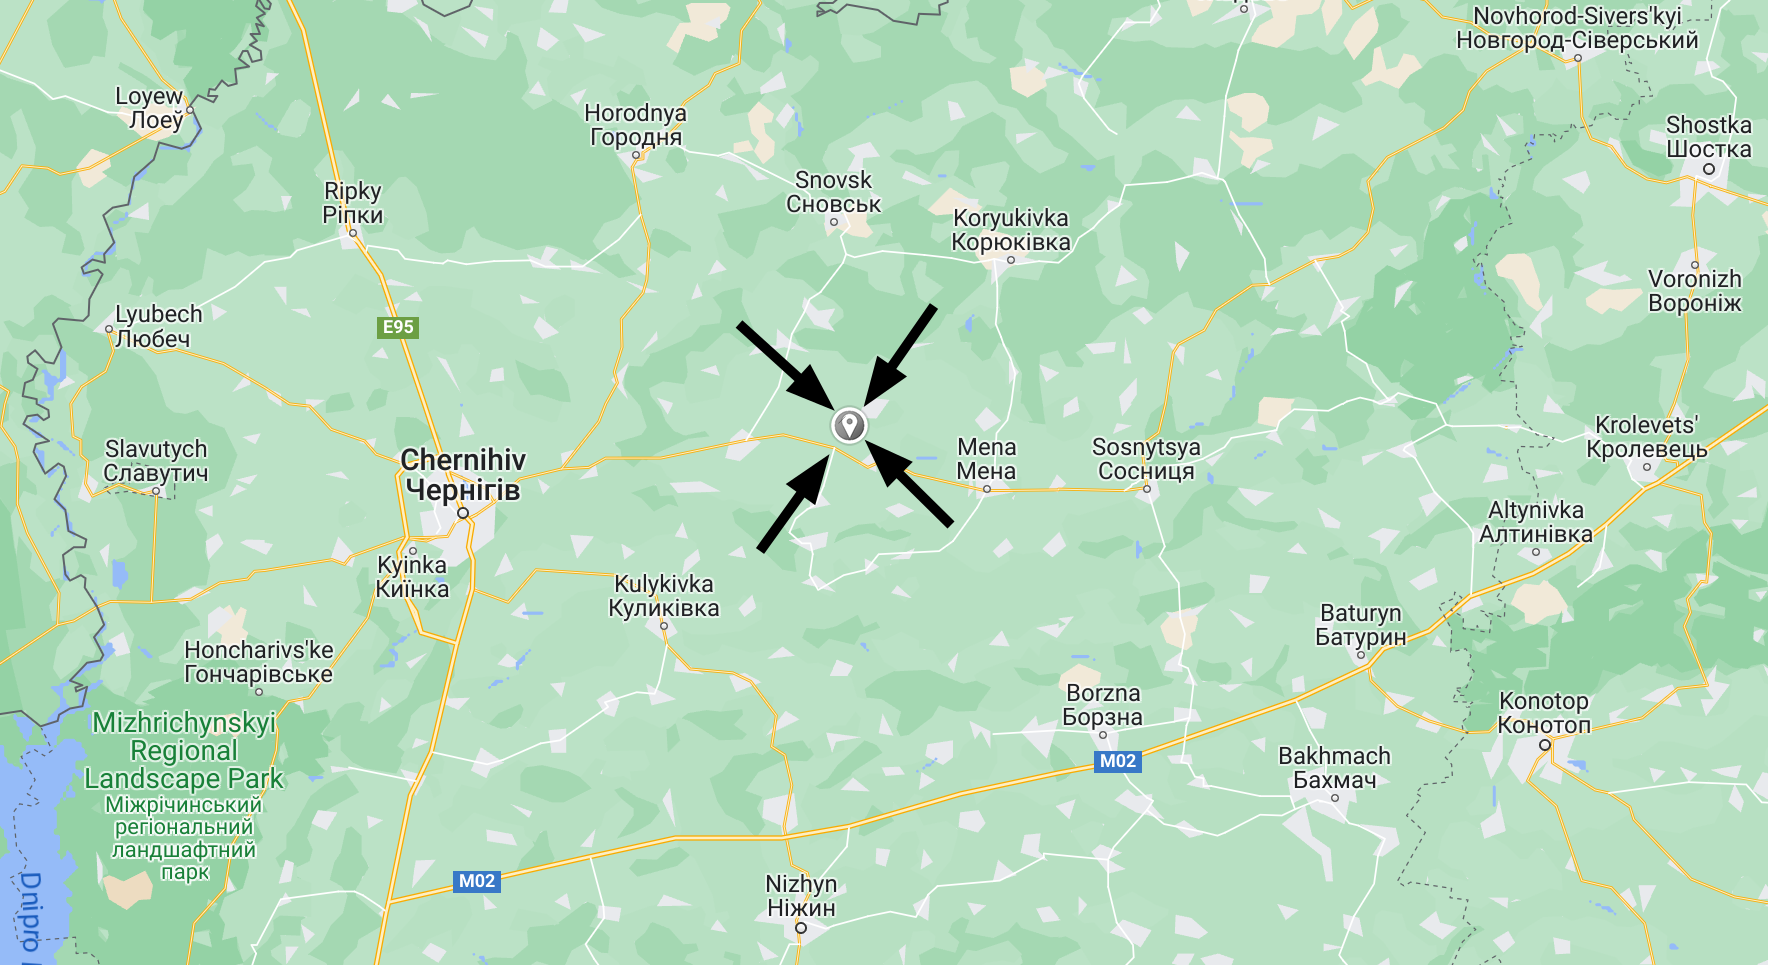 Novhorod-Sivers'kyi
Новгород-Сіверський
Loyew
Лоеў
Horodnya
Городня
Shostka
Шостка
Snovsk
Сновськ
Ripky
Ріпки
Koryukivka
Корюківка
Voronizh
Вороніж
Lyubech
Любеч
E95
Krolevets'
Кролевець
Slavutych
Славутич
Chernihiv
Чернігів
Mena
Мена
Sosnytsya
Сосниця
Altynivka
Алтинівка
Kyinka
Киїнка
Kulykivka
Куликівка
Baturyn
Батурин
Honcharivs'ke
Гончарівське
Borzna
Борзна
Konotop
Конотоп
Mizhrichynskyi
Regional
Landscape Park
Міжрічинський
регіональний
ландшафтний
парк
M02
Bakhmach
Бахмач
M02
Nizhyn
Ніжин
Dnipro